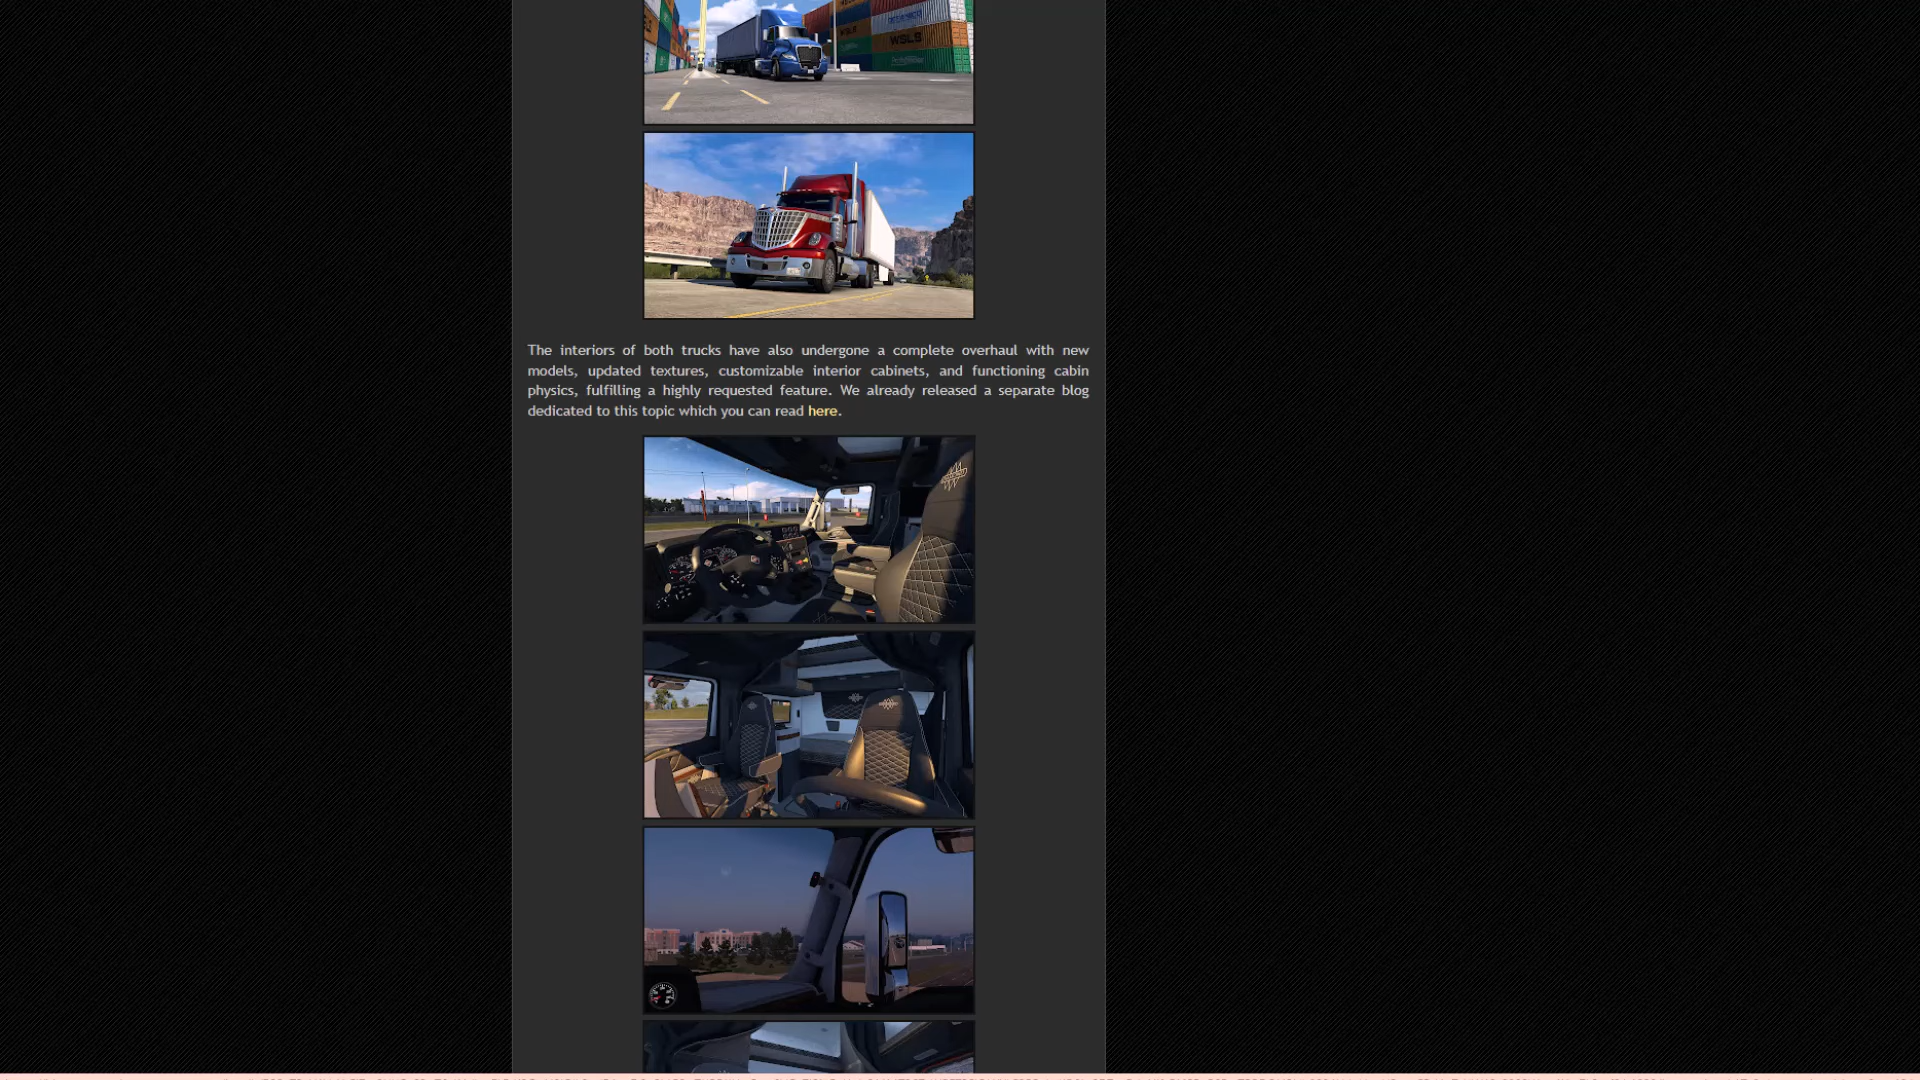 WSLS
The interiors of both trucks have also undergone a complete overhaul with new
models, updated textures, customizable interior cabinets, and functioning cabin
physics, fulfilling a highly requested feature. We already released a separate blog
dedicated to this topic which you can read here.